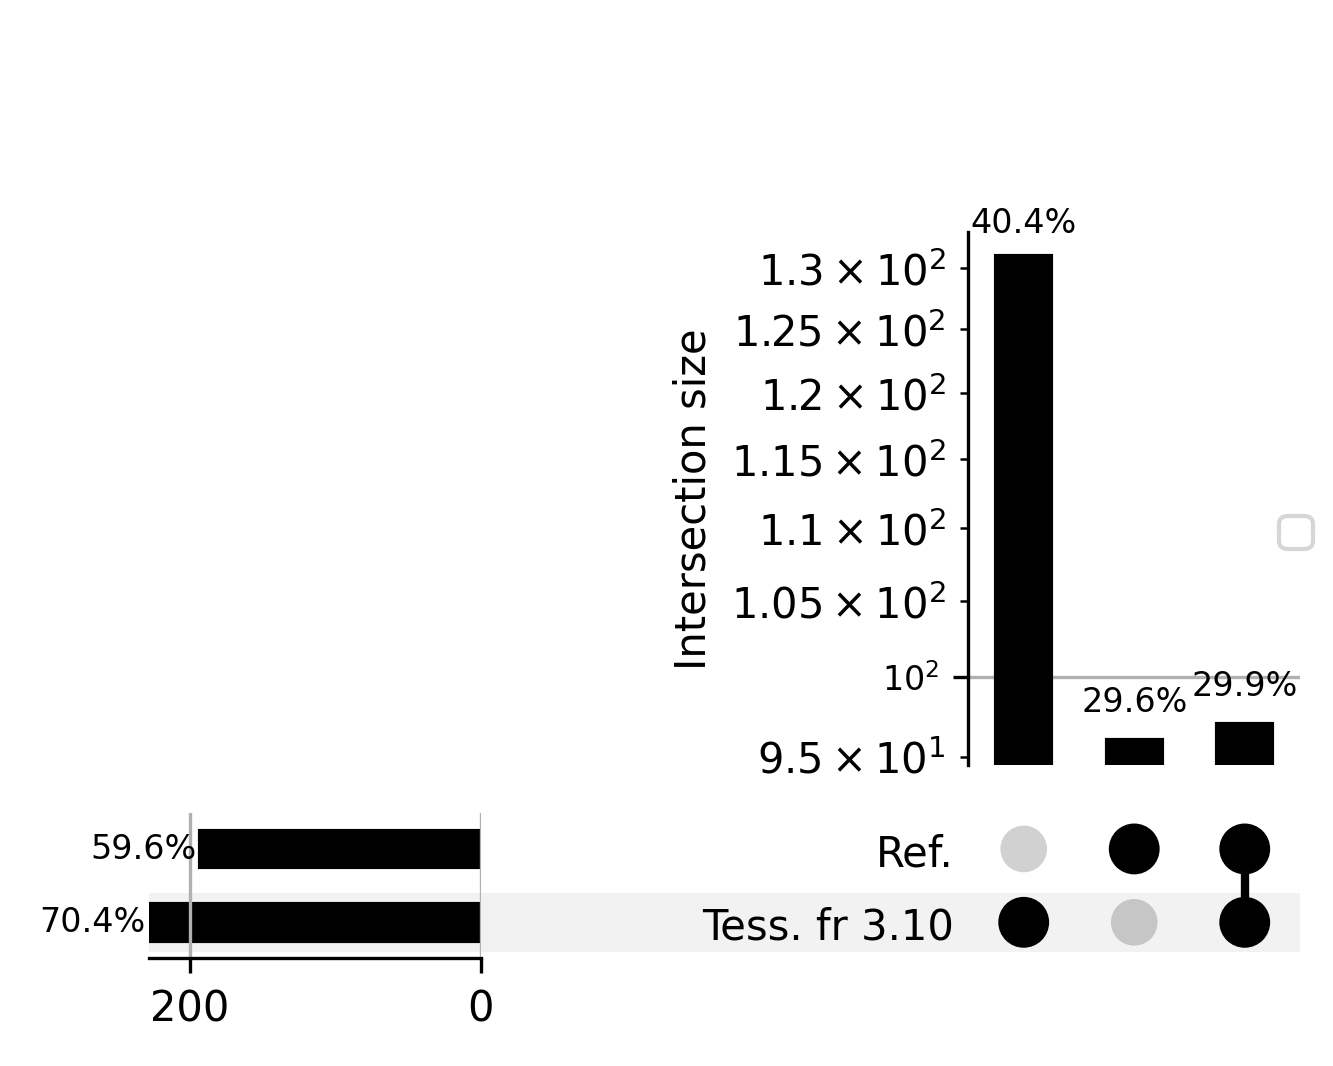 40.4%
1.3 × 10²
1.25 × 10²
1.2 × 10²
1.15 × 10²
1.1 × 10²
1.05 × 10²
10²
9.5 × 10¹
Intersection size
29.6%
29.9%
59.6%
Ref.
70.4%
Tess. fr 3.10
200 0